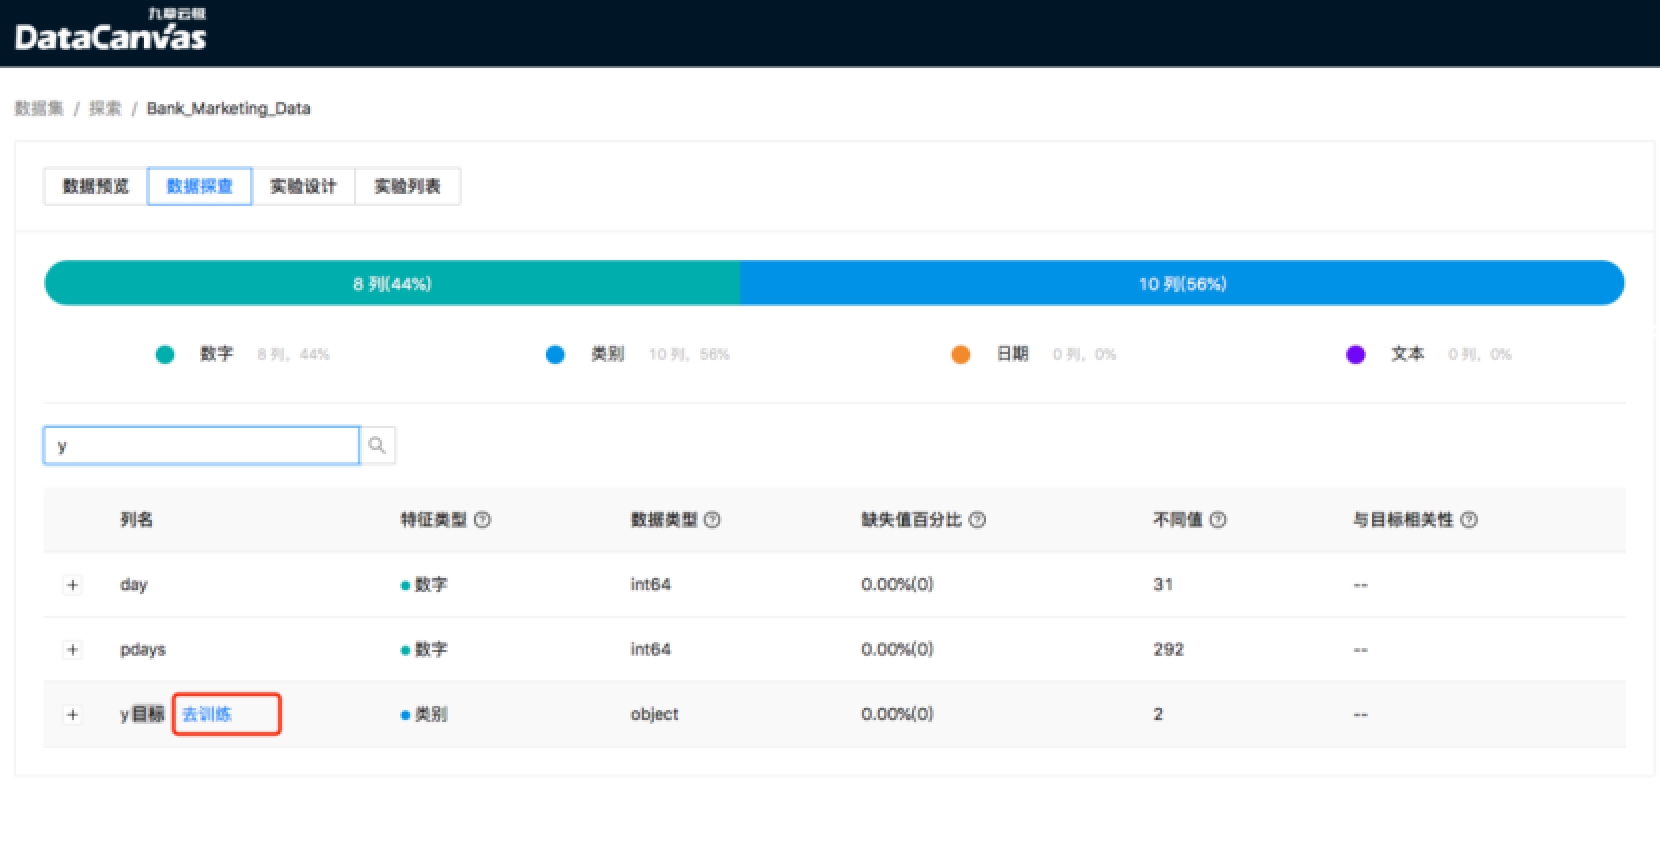 九章云极
DataCanvas
数据集 / 探索 / Bank_Marketing_Data
数据预览 数据探查 实验设计 实验列表
8 列(44%) 10 列(56%)
数字 8 列, 44% 类别 10 列, 56% 日期 0 列, 0% 文本 0 列, 0%
y
列名 特征类型 数据类型 缺失值百分比 不同值 与目标相关性
+ day 数字 int64 0.00%(0) 31 --
+ pdays 数字 int64 0.00%(0) 292 --
+ y目标 去训练 类别 object 0.00%(0) 2 --